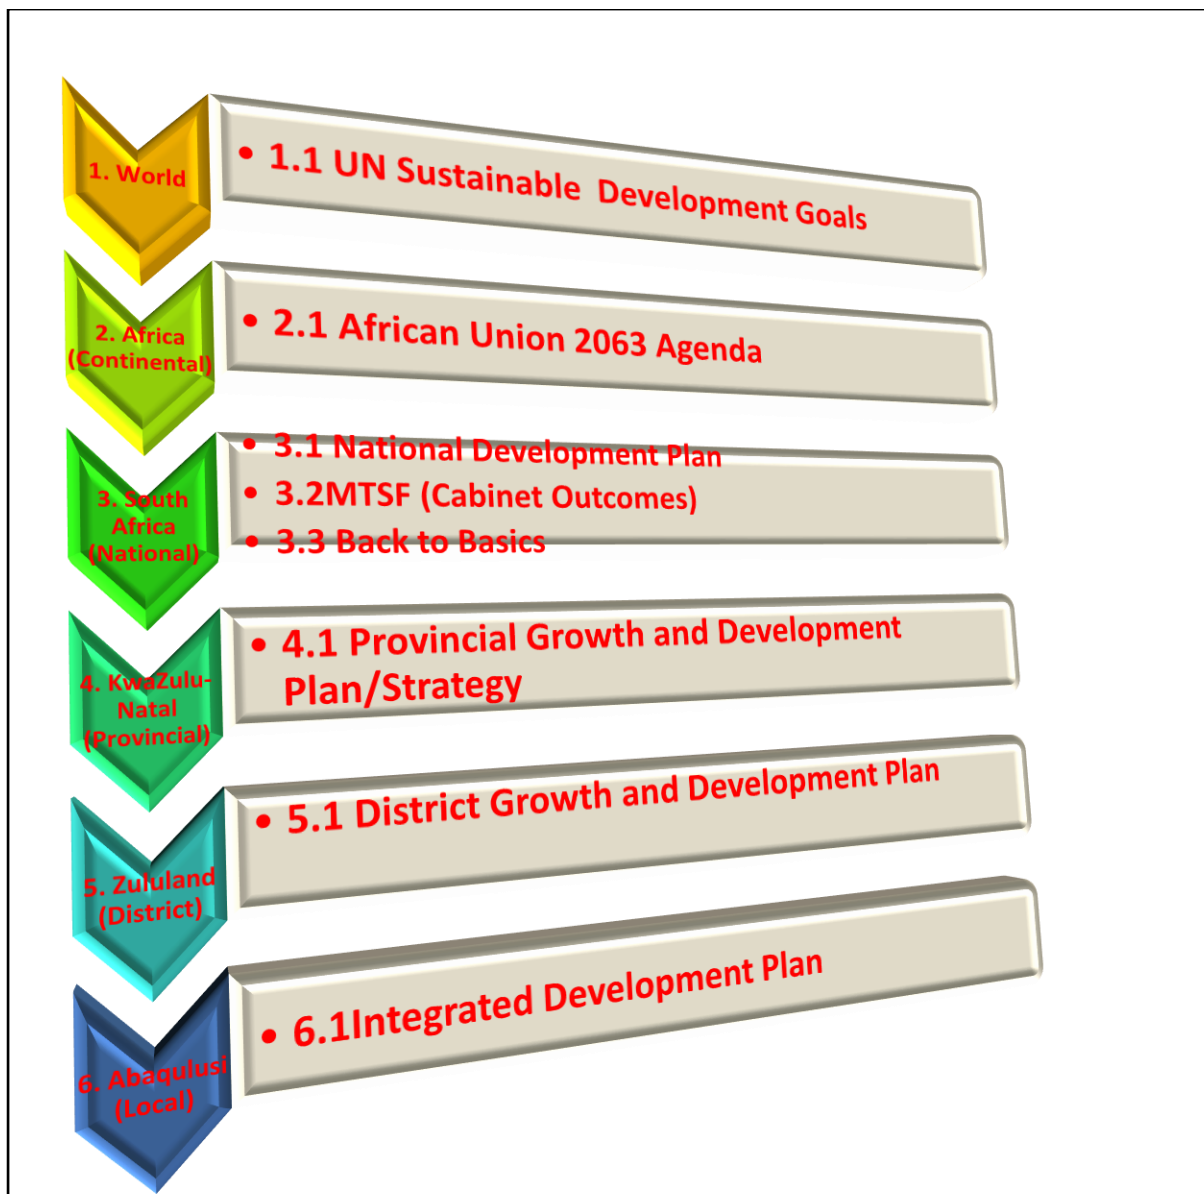 1. World
• 1.1 UN Sustainable Development Goals
2. Africa
(Continental)
• 2.1 African Union 2063 Agenda
3. South
Africa
(National)
• 3.1 National Development Plan
• 3.2MTSF (Cabinet Outcomes)
• 3.3 Back to Basics
4. KwaZulu-
Natal
(Provincial)
• 4.1 Provincial Growth and Development
Plan/Strategy
5. Zululand
(District)
• 5.1 District Growth and Development Plan
6. Abaqulusi
(Local)
• 6.1Integrated Development Plan